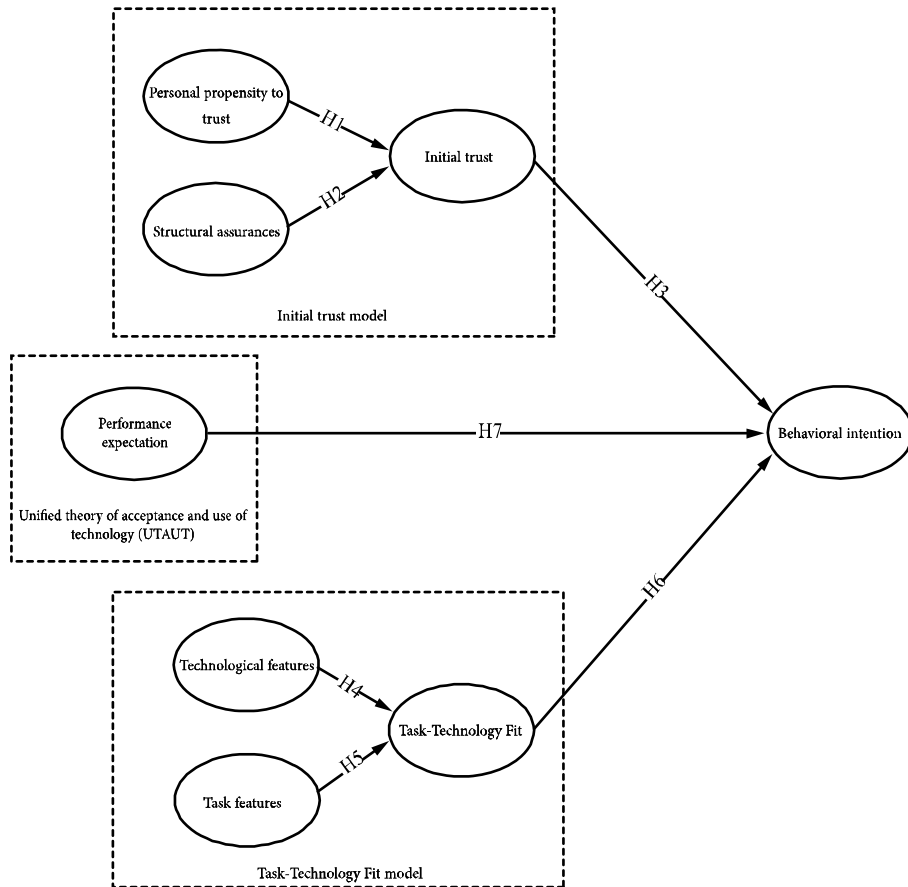 Personal propensity to
trust
H1
Initial trust
H2
Structural assurances
H3
Initial trust model
Performance
expectation
H7
Behavioral intention
Unified theory of acceptance and use of
technology (UTAUT)
H6
Technological features
H4
Task-Technology Fit
H5
Task features
Task-Technology Fit model